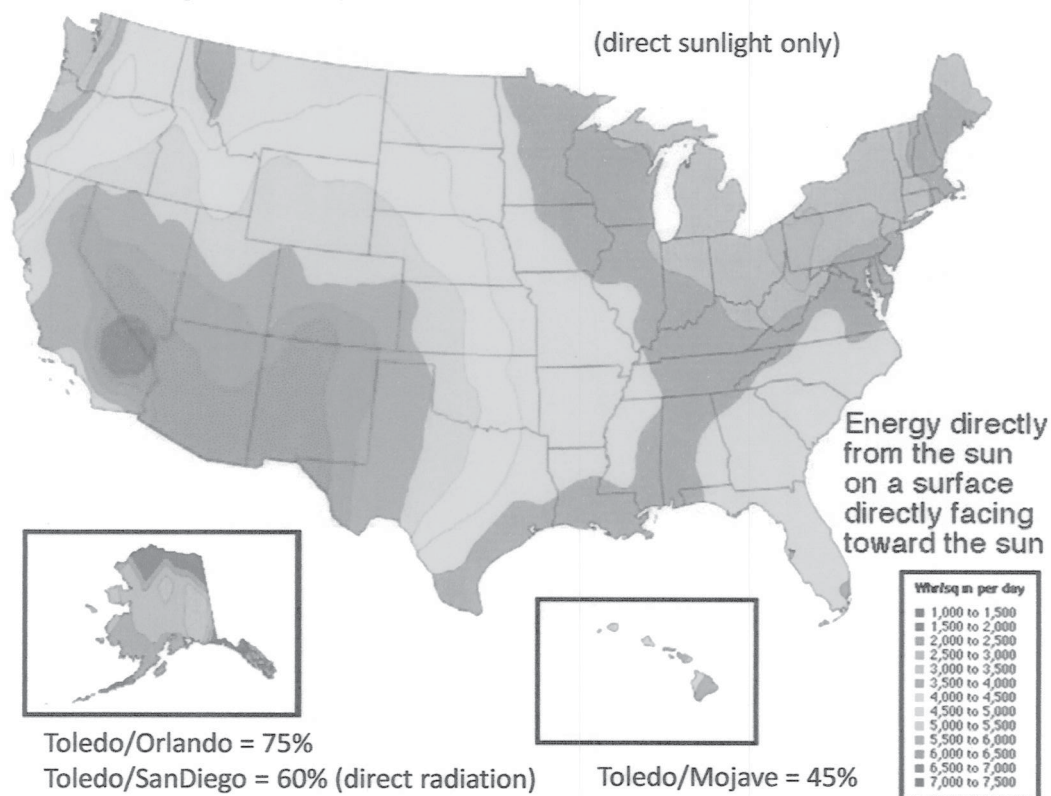 (direct sunlight only)
Energy directly
from the sun
on a surface
directly facing
toward the sun
Whr/sq m per day
1,000 to 1,500
1,500 to 2,000
2,000 to 2,500
2,500 to 3,000
3,000 to 3,500
3,500 to 4,000
4,000 to 4,500
4,500 to 5,000
5,000 to 5,500
5,500 to 6,000
6,000 to 6,500
6,500 to 7,000
7,000 to 7,500
Toledo/Orlando = 75%
Toledo/SanDiego = 60% (direct radiation)
Toledo/Mojave = 45%